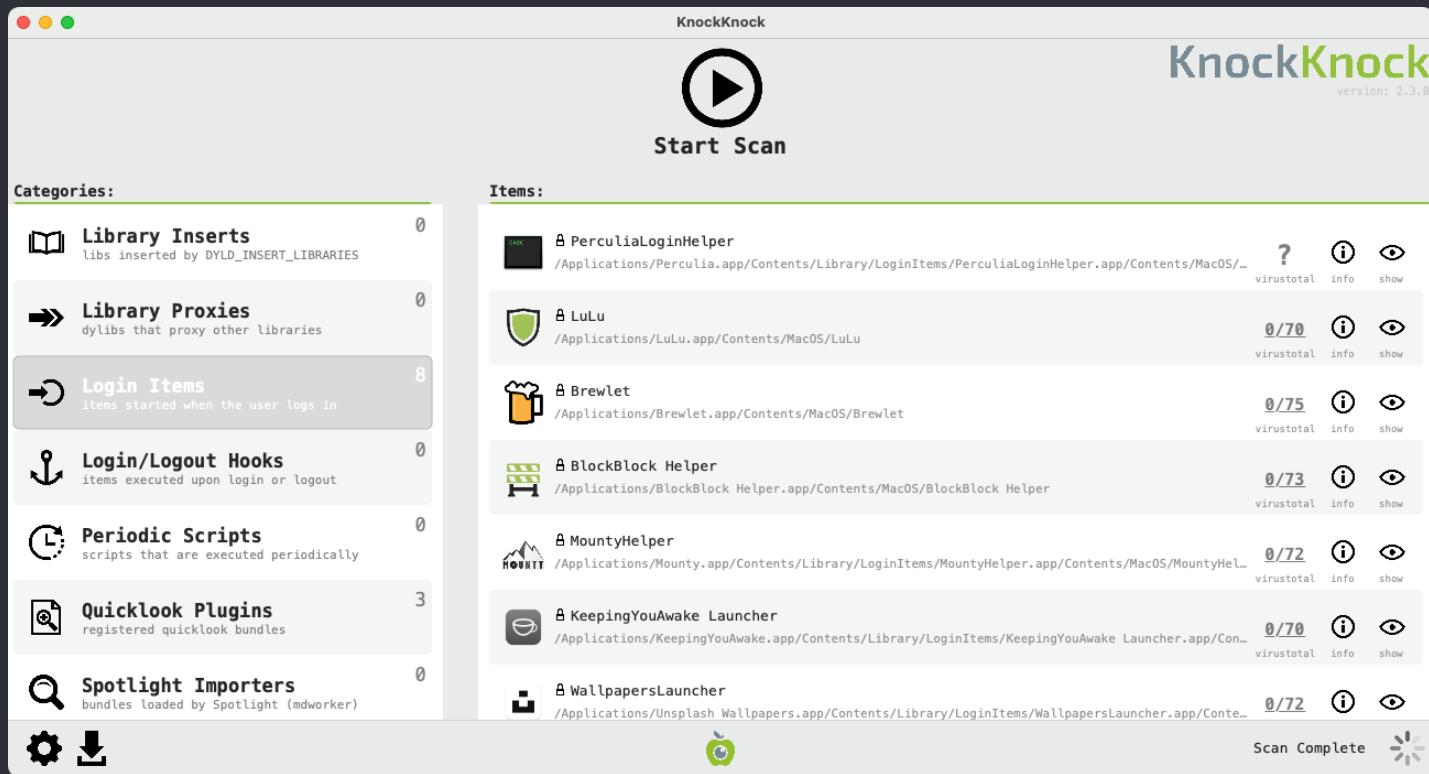 KnockKnock
KnockKnock
version: 2.3.0
Start Scan
Categories:
Items:
Library Inserts
0
libs inserted by DYLD_INSERT_LIBRARIES
Library Proxies
0
dylibs that proxy other libraries
Login Items
8
items started when the user logs in
Login/Logout Hooks
0
items executed upon login or logout
Periodic Scripts
0
scripts that are executed periodically
Quicklook Plugins
3
registered quicklook bundles
Spotlight Importers
0
bundles loaded by Spotlight (mdworker)
exec
PerculiaLoginHelper
/Applications/Perculia.app/Contents/Library/LoginItems/PerculiaLoginHelper.app/Contents/MacOS/…
?
virustotal info show
LuLu
/Applications/LuLu.app/Contents/MacOS/LuLu
0/70
virustotal info show
Brewlet
/Applications/Brewlet.app/Contents/MacOS/Brewlet
0/75
virustotal info show
BlockBlock Helper
/Applications/BlockBlock Helper.app/Contents/MacOS/BlockBlock Helper
0/73
virustotal info show
MOUNTY
MountyHelper
/Applications/Mounty.app/Contents/Library/LoginItems/MountyHelper.app/Contents/MacOS/MountyHel…
0/72
virustotal info show
KeepingYouAwake Launcher
/Applications/KeepingYouAwake.app/Contents/Library/LoginItems/KeepingYouAwake Launcher.app/Con…
0/70
virustotal info show
WallpapersLauncher
/Applications/Unsplash Wallpapers.app/Contents/Library/LoginItems/WallpapersLauncher.app/Conte…
0/72
Scan Complete